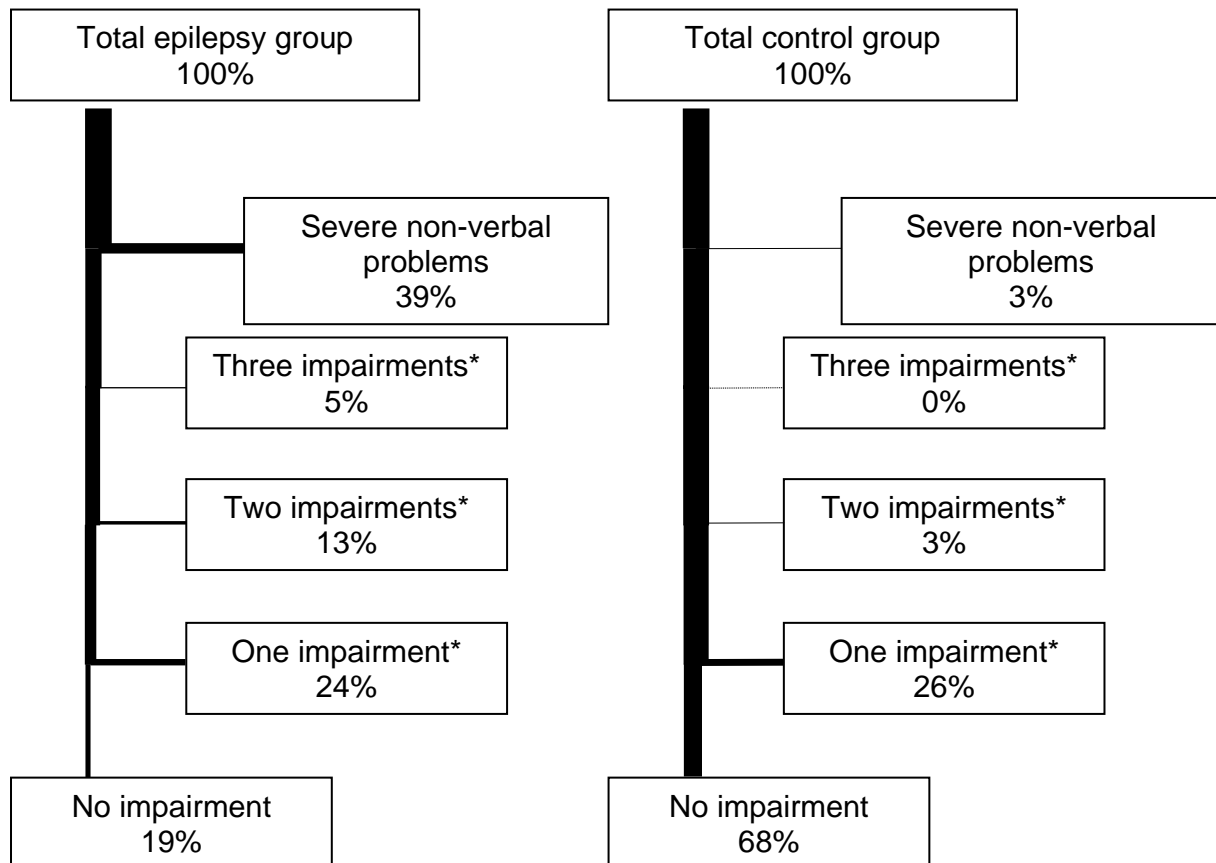 Total epilepsy group
100%
Severe non-verbal
problems
39%
Three impairments*
5%
Two impairments*
13%
One impairment*
24%
No impairment
19%
Total control group
100%
Severe non-verbal
problems
3%
Three impairments*
0%
Two impairments*
3%
One impairment*
26%
No impairment
68%